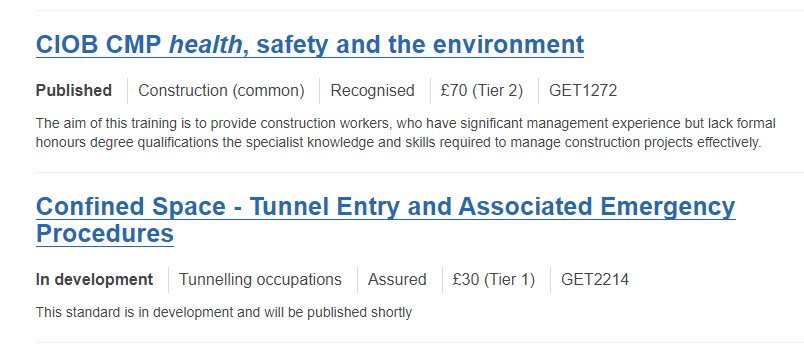 CIOB CMP health, safety and the environment
Published Construction (common) Recognised £70 (Tier 2) GET1272
The aim of this training is to provide construction workers, who have significant management experience but lack formal
honours degree qualifications the specialist knowledge and skills required to manage construction projects effectively.
Confined Space - Tunnel Entry and Associated Emergency
Procedures
In development Tunnelling occupations Assured £30 (Tier 1) GET2214
This standard is in development and will be published shortly